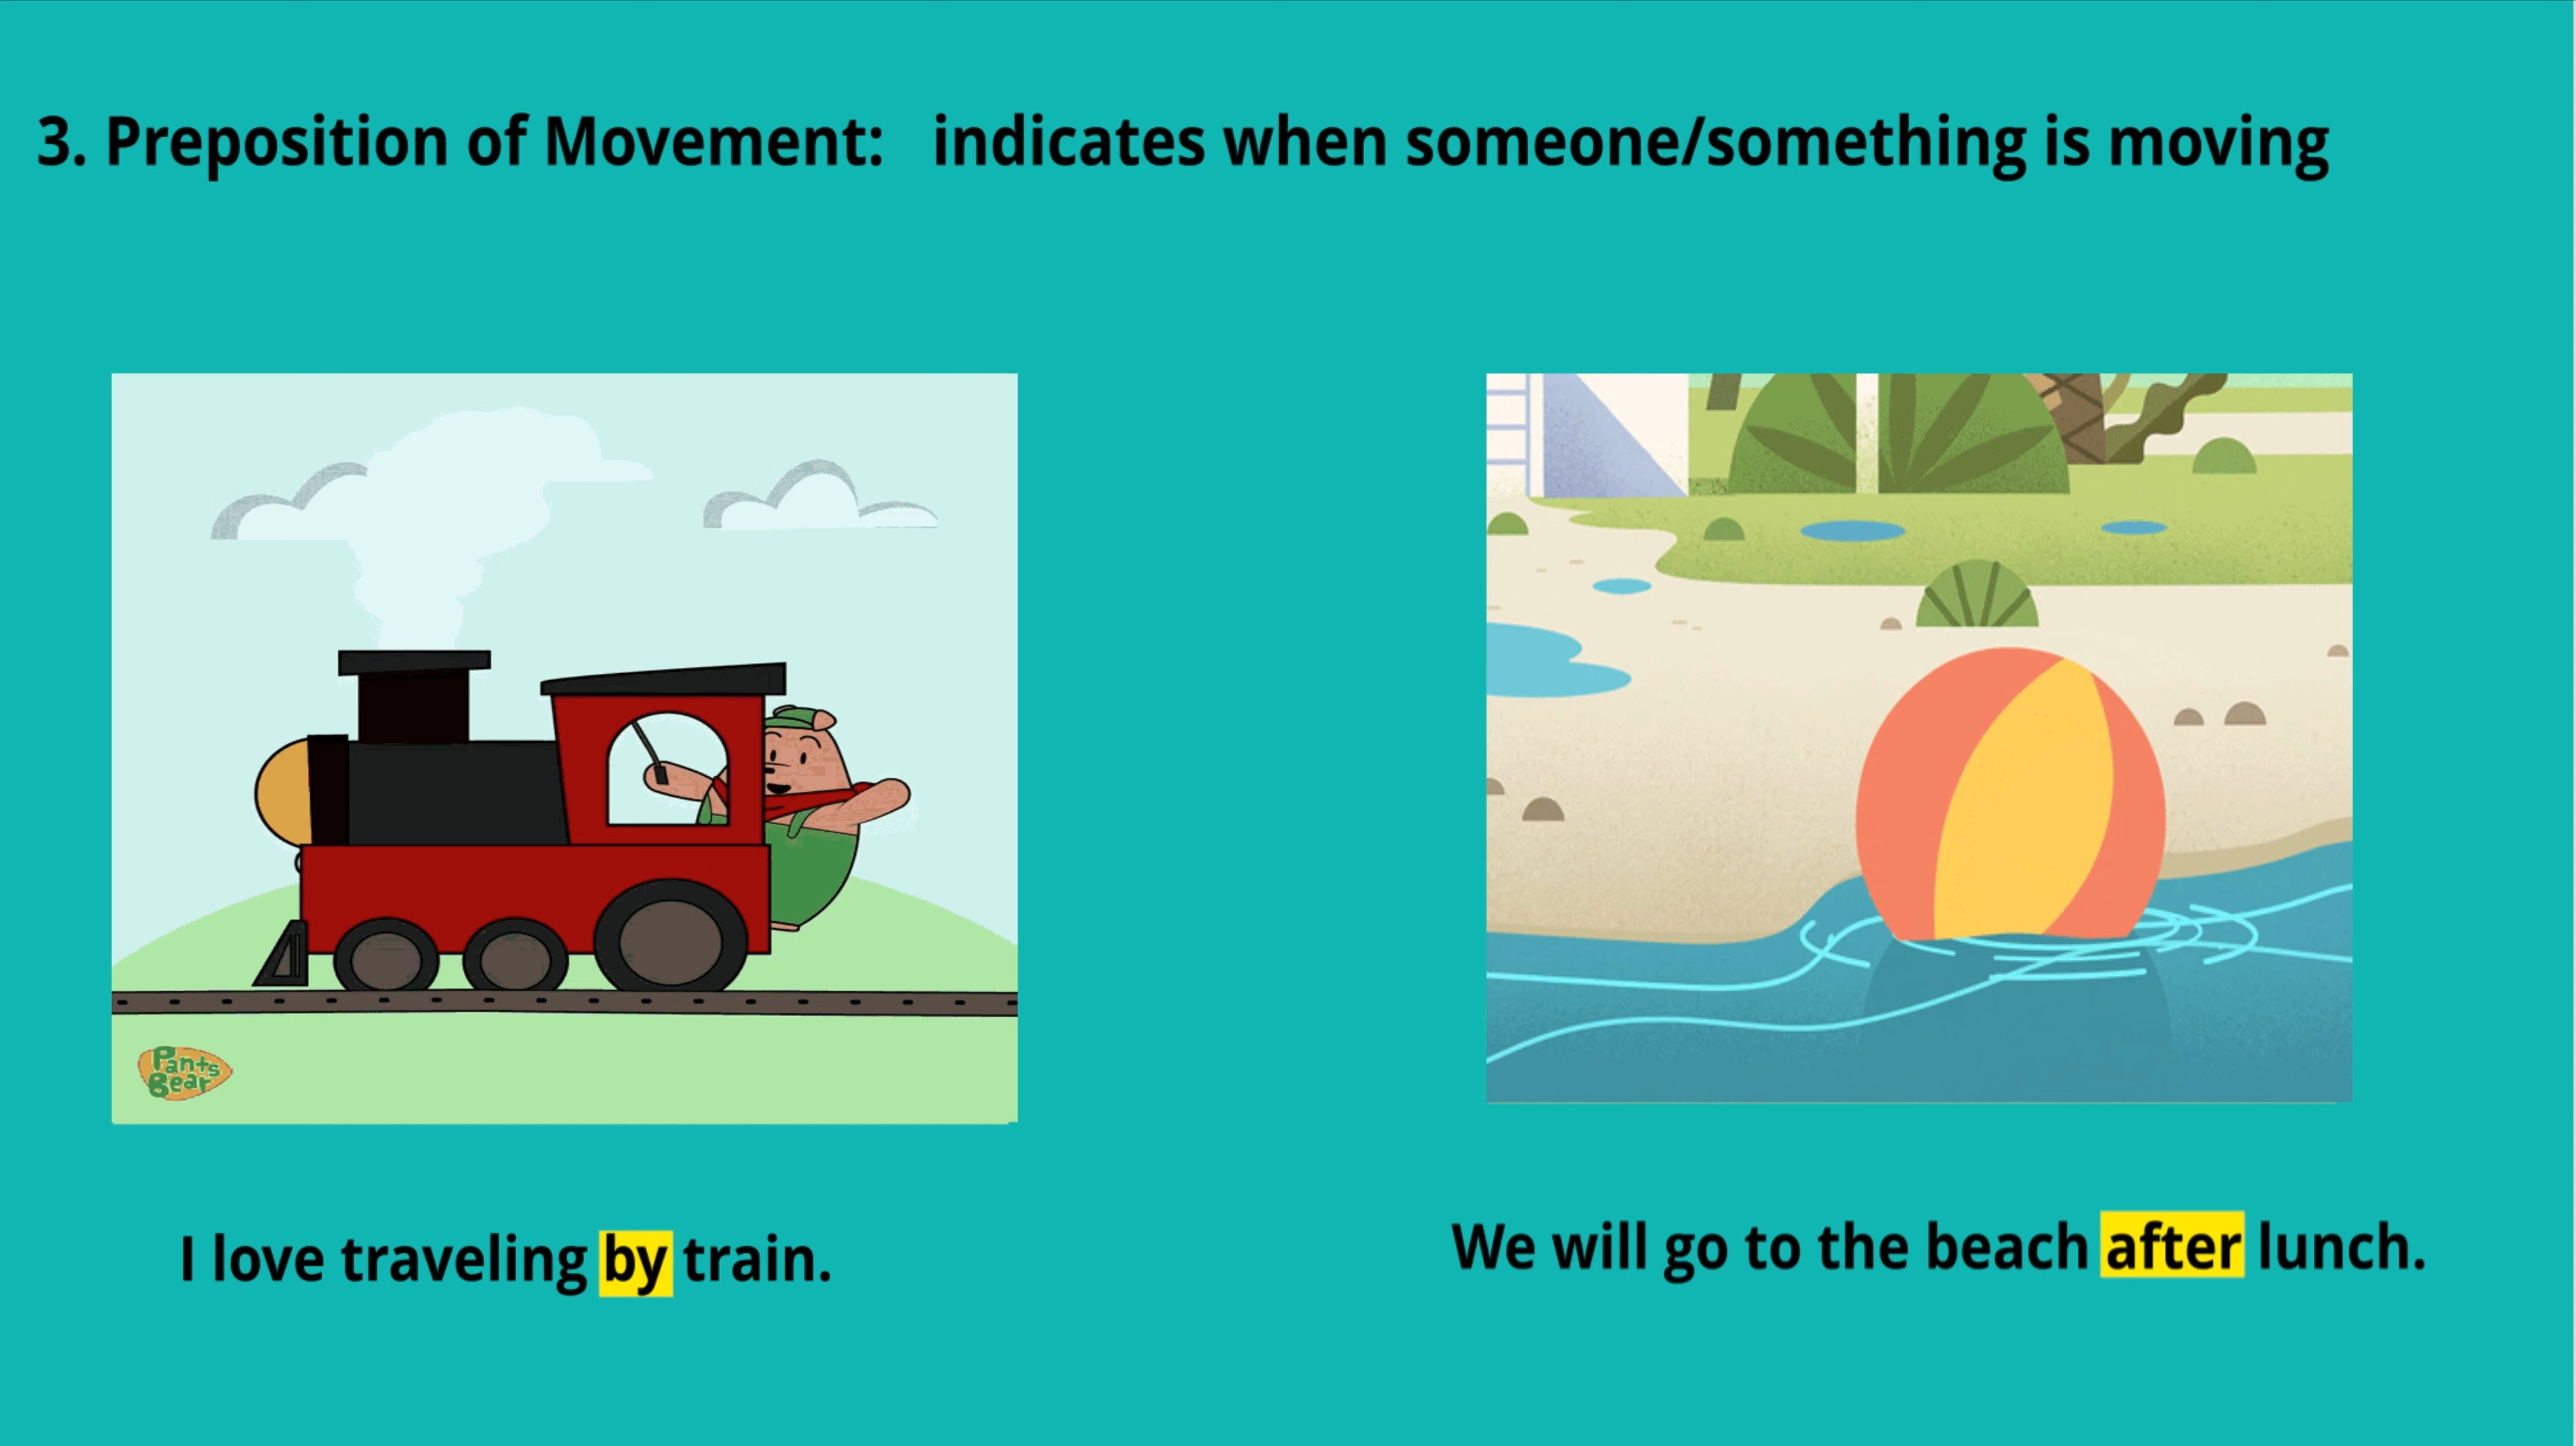 3. Preposition of Movement: indicates when someone/something is moving
Pants
Bear
I love traveling by train.
We will go to the beach after lunch.